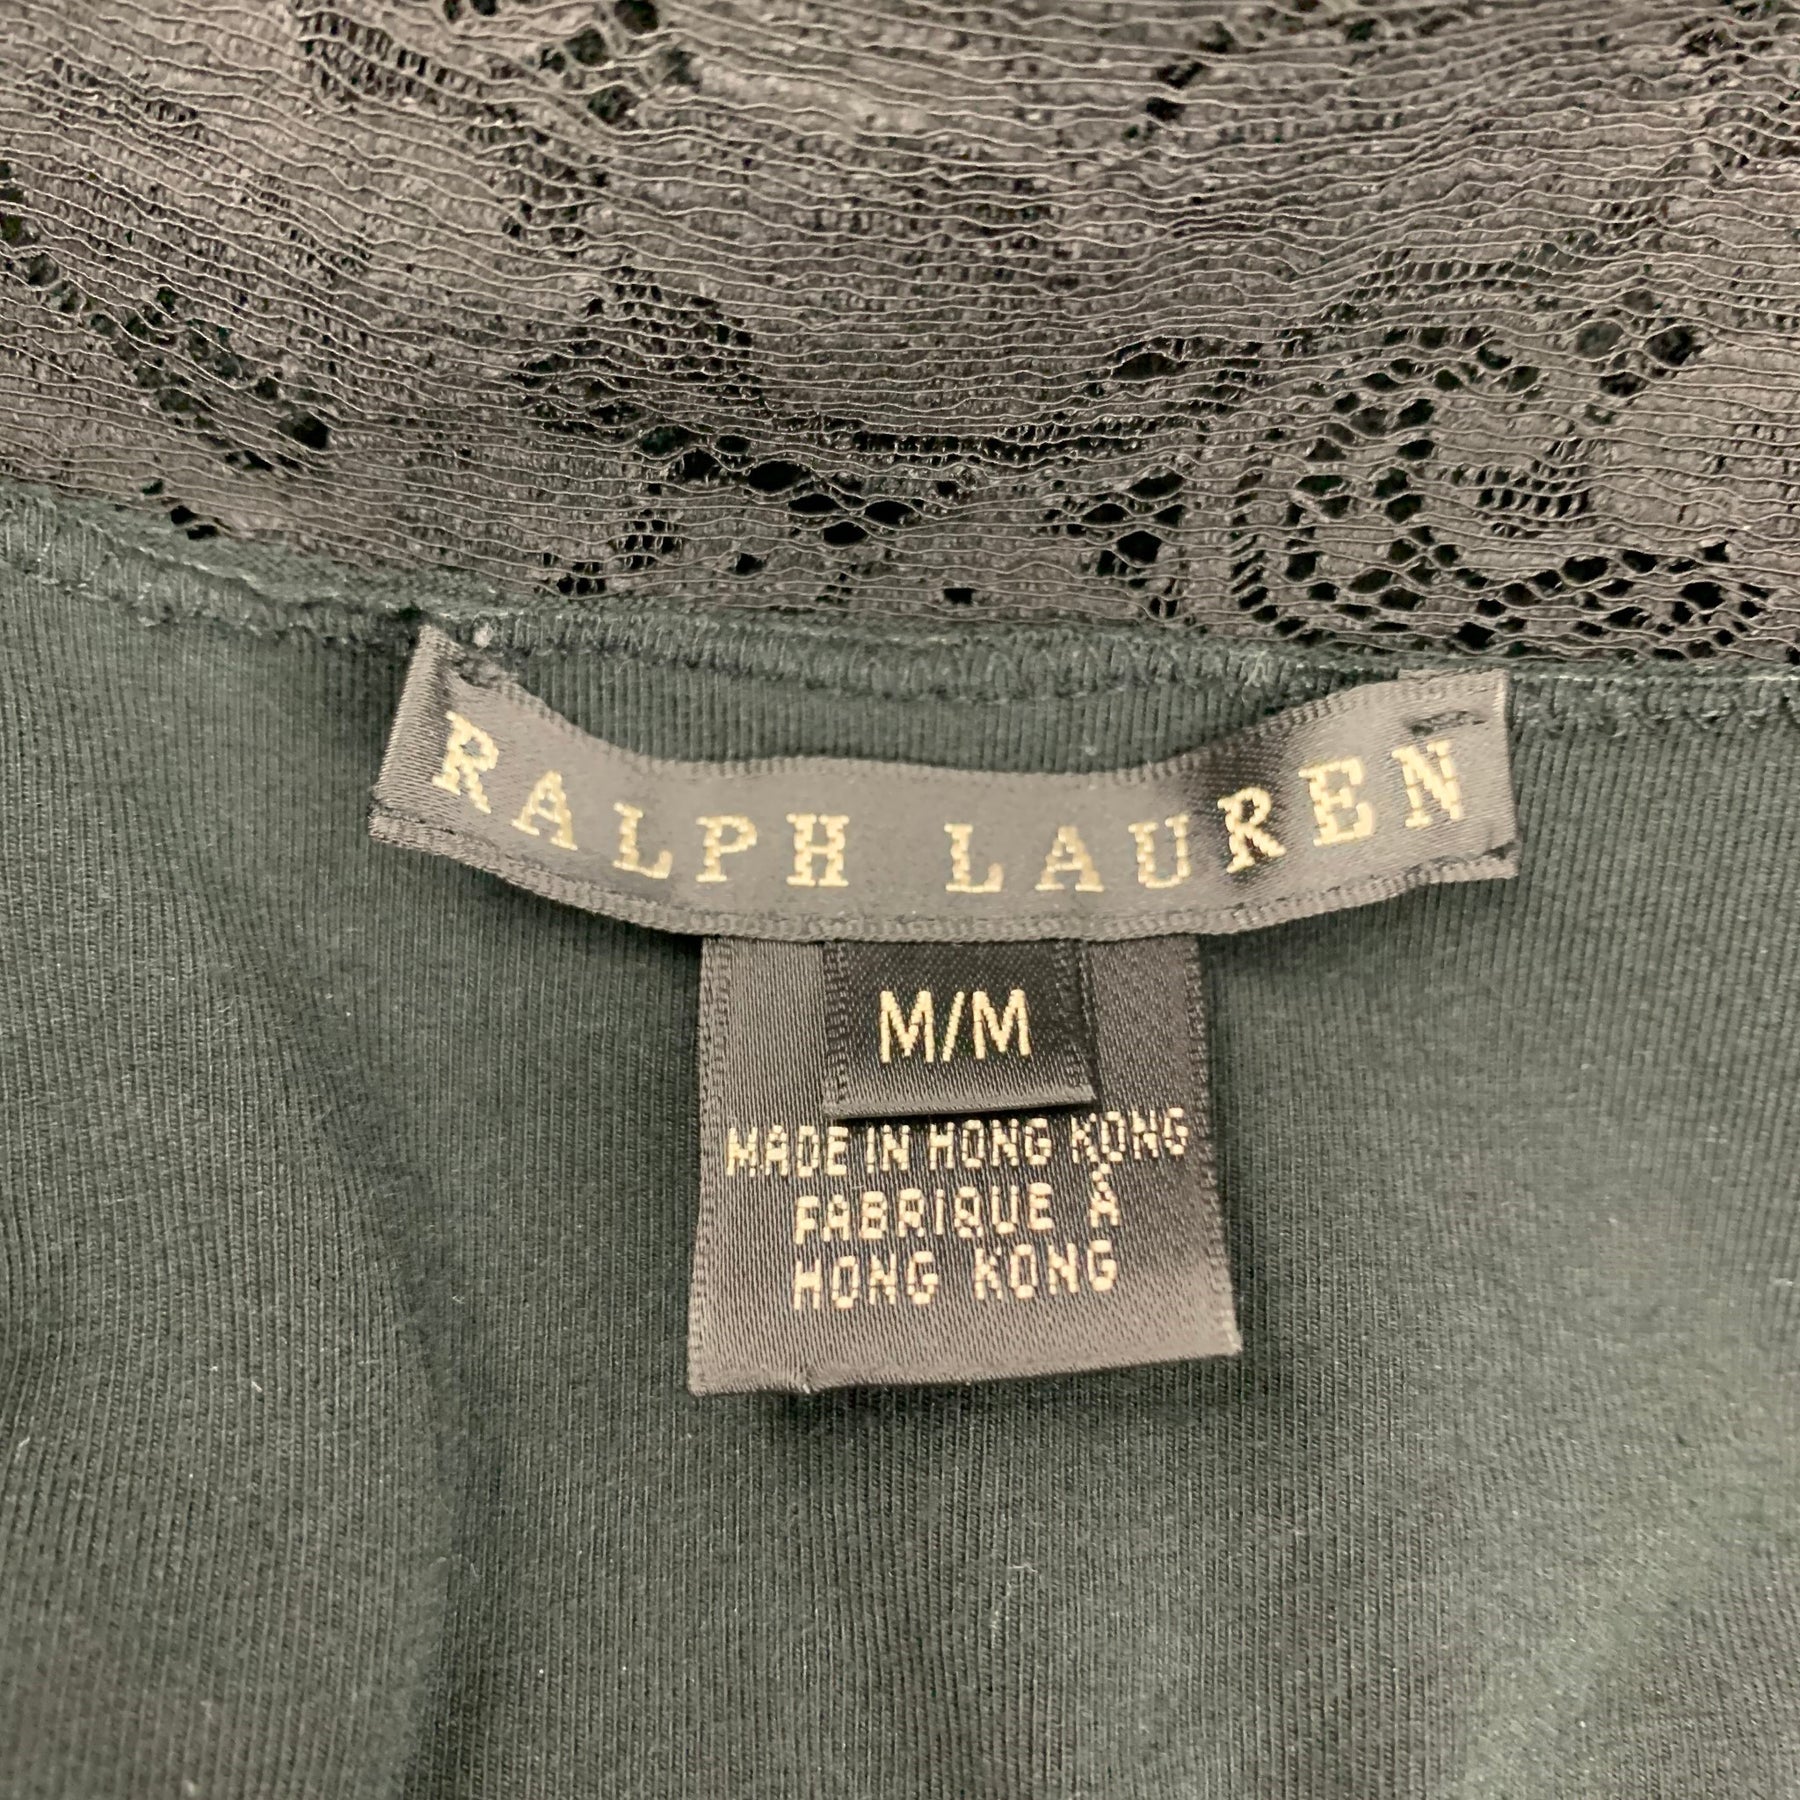 RALPH LAUREN
M/M
MADE IN HONG KONG
FABRIQUE À
HONG KONG